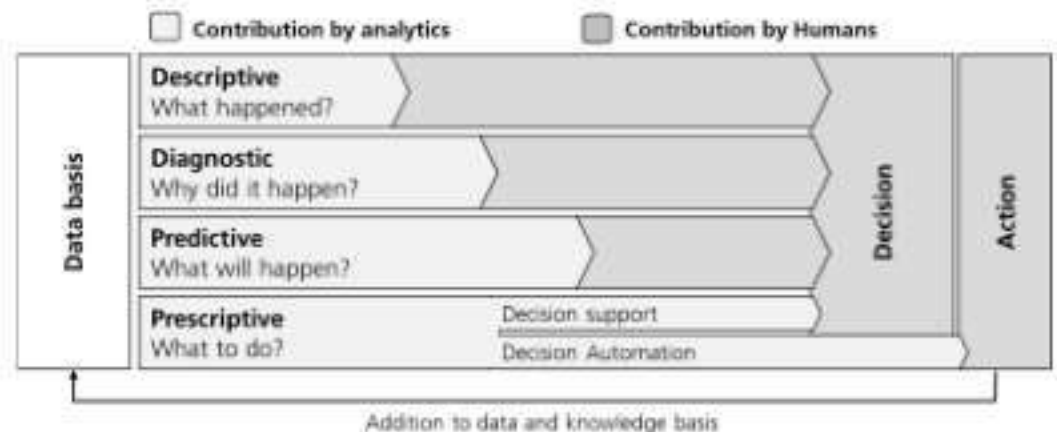 Contribution by analytics
Contribution by Humans
Data basis
Descriptive
What happened?
Diagnostic
Why did it happen?
Predictive
What will happen?
Prescriptive
What to do?
Decision support
Decision Automation
Decision
Action
Addition to data and knowledge basis